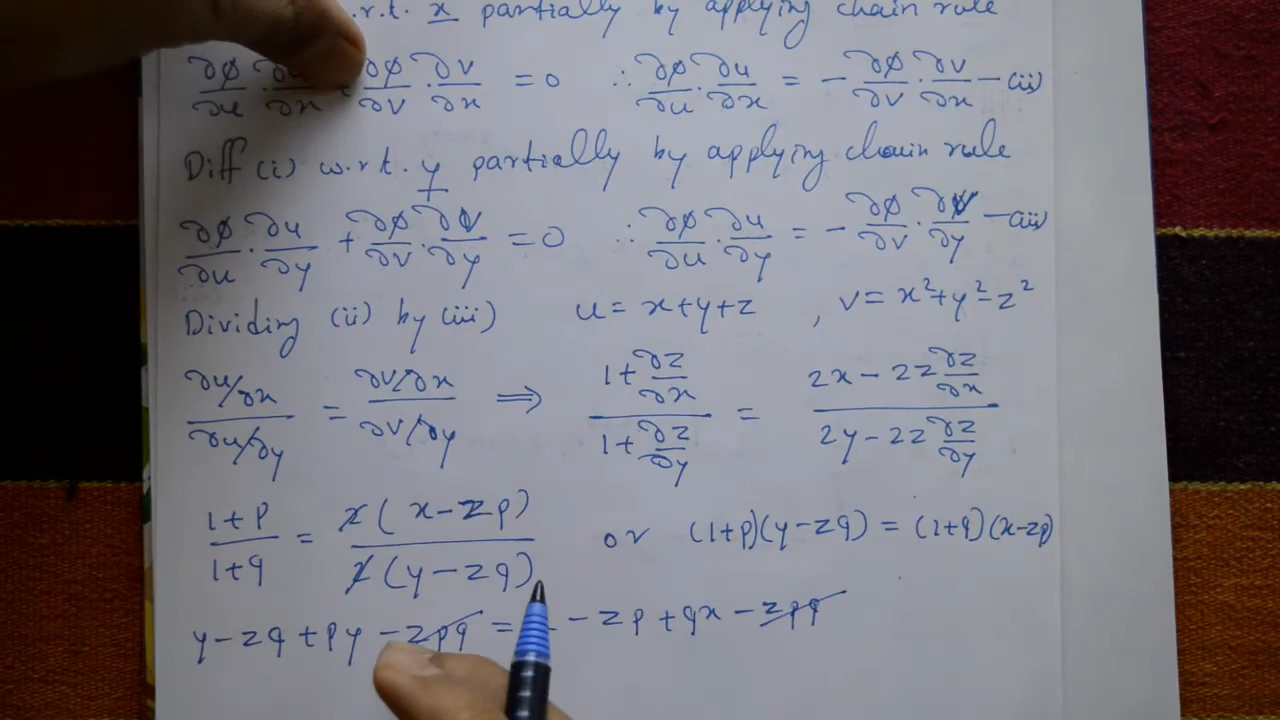 .r.t. x partially by applying chain rule
∂φ/∂u · ∂u/∂x + ∂φ/∂v · ∂v/∂x = 0 ∴ ∂φ/∂u · ∂u/∂x = - ∂φ/∂v · ∂v/∂x - (ii)
Diff (i) w.r.t. y partially by applying chain rule
∂φ/∂u · ∂u/∂y + ∂φ/∂v · ∂v/∂y = 0 ∴ ∂φ/∂u · ∂u/∂y = - ∂φ/∂v · ∂v/∂y - (iii)
Dividing (ii) by (iii) u = x+y+z , v = x²+y²-z²
(∂u/∂x)/(∂u/∂y) = (∂v/∂x)/(∂v/∂y) ⟹ (1+∂z/∂x)/(1+∂z/∂y) = (2x-2z ∂z/∂x)/(2y-2z ∂z/∂y)
(1+p)/(1+q) = 2(x-zp)/2(y-zq) or (1+p)(y-zq) = (1+q)(x-zp)
y-zq+py-zpq = -zp+qx-zpq